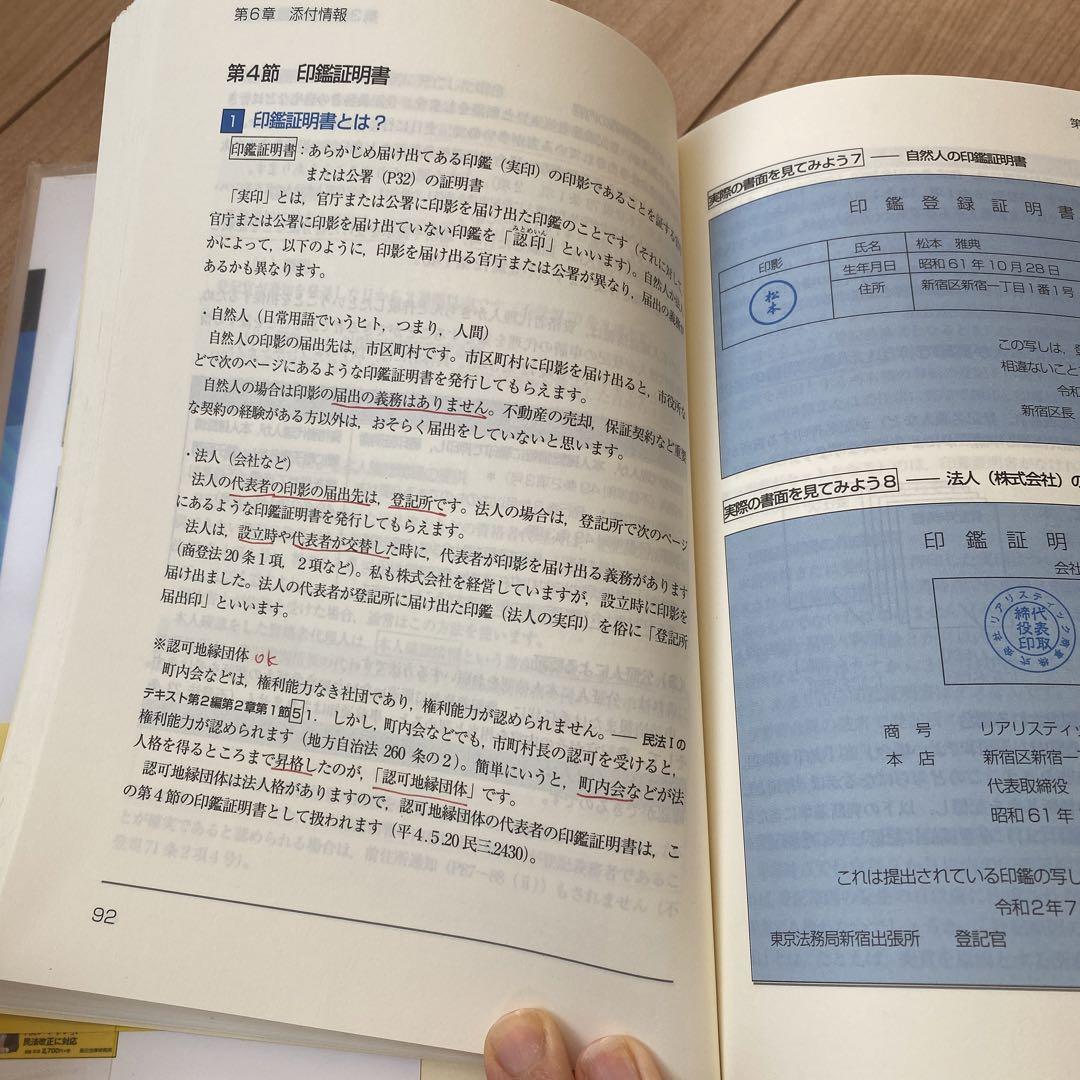 第6章 添付情報
第4節 印鑑証明書
1 印鑑証明書とは?
印鑑証明書：あらかじめ届け出てある印鑑（実印）の印影であることを証する
または公署（P32）の証明書
「実印」とは，官庁または公署に印影を届け出た印鑑のことです（それに対して，
官庁または公署に印影を届け出ていない印鑑を「認印」といいます）。自然人か
みとめいん
かによって，以下のように，印影を届け出る官庁または公署が異なり，届出の義務が
あるかも異なります。
・自然人（日常用語でいうヒト，つまり，人間）
自然人の印影の届出先は，市区町村です。市区町村に印影を届け出ると，市役所な
どで次のページにあるような印鑑証明書を発行してもらえます。
自然人の場合は印影の届出の義務はありません。不動産の売却，保証契約など重要
な契約の経験がある方以外は，おそらく届出をしていないと思います。
・法人（会社など）
法人の代表者の印影の届出先は，登記所です。法人の場合は，登記所で次のページ
にあるような印鑑証明書を発行してもらえます。
法人は，設立時や代表者が交替した時に，代表者が印影を届け出る義務があります
（商登法20条1項，2項など）。私も株式会社を経営していますが，設立時に印影を
届け出ました。法人の代表者が登記所に届け出た印鑑（法人の実印）を俗に「登記所
届出印」といいます。
※認可地縁団体 ok
町内会などは，権利能力なき社団であり，権利能力が認められません。―― 民法Ⅰの
テキスト第2編第2章第1節5 1. しかし，町内会などでも，市町村長の認可を受けると，
権利能力が認められます（地方自治法260条の2）。簡単にいうと，町内会などが法
人格を得るところまで昇格したのが，「認可地縁団体」です。
認可地縁団体は法人格がありますので，認可地縁団体の代表者の印鑑証明書は，こ
の第4節の印鑑証明書として扱われます（平4.5.20民三.2430）。
92
第
実際の書面を見てみよう7 ―― 自然人の印鑑証明書
印鑑登録証明書
印影
松本
氏名 松本 雅典
生年月日 昭和61年10月28日
住所 新宿区新宿一丁目1番1号
この写しは，
相違ないこと
令和
新宿区長
実際の書面を見てみよう8 ―― 法人（株式会社）の
印鑑証明
会社
リアリスティック商事株式会社
代表取締役印
商号 リアリスティッ
本店 新宿区新宿一
代表取締役
昭和61年
これは提出されている印鑑の写し
令和2年7
東京法務局新宿出張所 登記官
民法改正に対応
2,700円